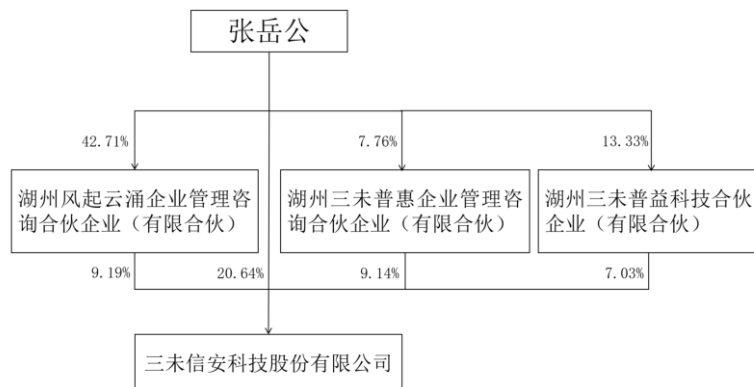 张岳公
42.71%
7.76%
13.33%
湖州风起云涌企业管理咨
询合伙企业（有限合伙）
湖州三未普惠企业管理咨
询合伙企业（有限合伙）
湖州三未普益科技合伙
企业（有限合伙）
9.19%
20.64%
9.14%
7.03%
三未信安科技股份有限公司